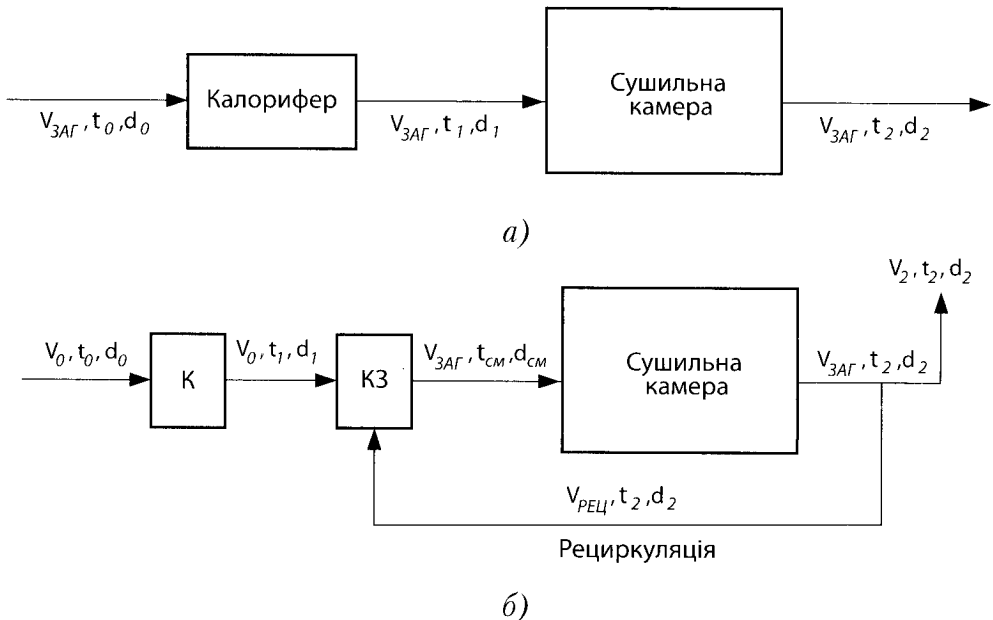 Калорифер
Сушильна
камера
V_ЗАГ, t_0, d_0
V_ЗАГ, t_1, d_1
V_ЗАГ, t_2, d_2
а)
V_2, t_2, d_2
V_0, t_0, d_0
К
V_0, t_1, d_1
КЗ
V_ЗАГ, t_см, d_см
Сушильна
камера
V_ЗАГ, t_2, d_2
V_РЕЦ, t_2, d_2
Рециркуляція
б)